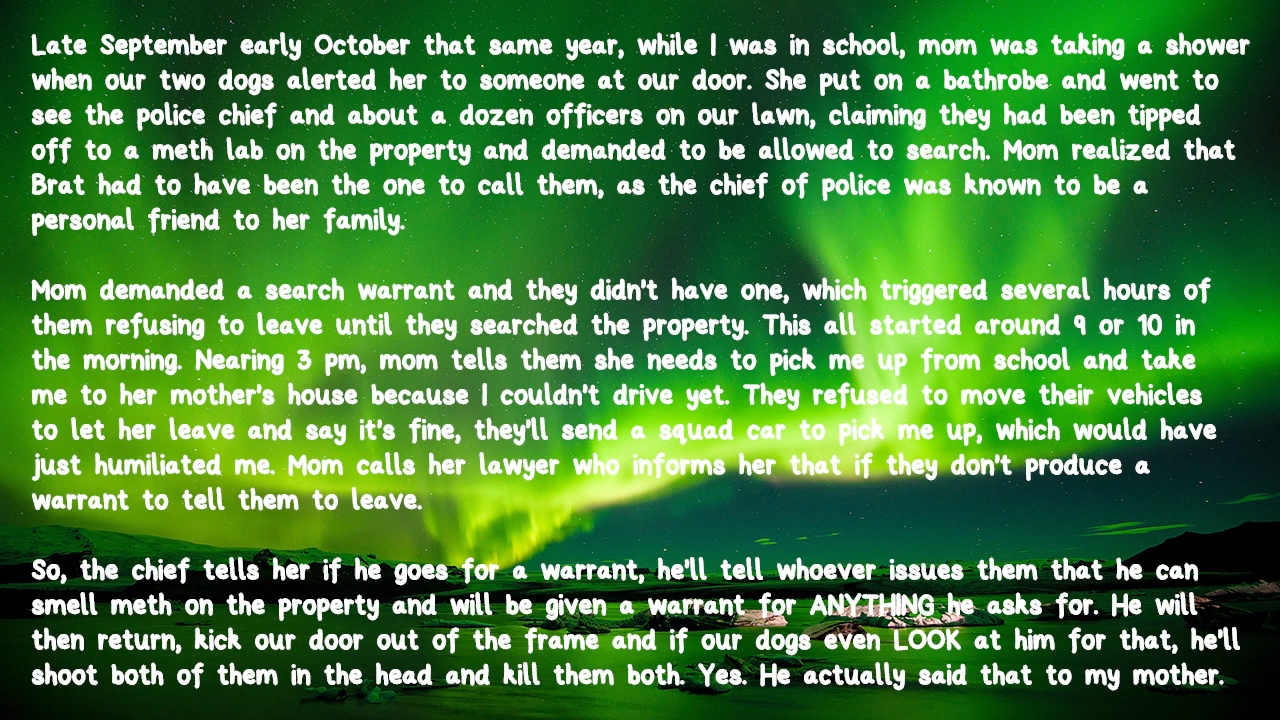 Late September early October that same year, while I was in school, mom was taking a shower
when our two dogs alerted her to someone at our door. She put on a bathrobe and went to
see the police chief and about a dozen officers on our lawn, claiming they had been tipped
off to a meth lab on the property and demanded to be allowed to search. Mom realized that
Brat had to have been the one to call them, as the chief of police was known to be a
personal friend to her family.
Mom demanded a search warrant and they didn't have one, which triggered several hours of
them refusing to leave until they searched the property. This all started around 9 or 10 in
the morning. Nearing 3 pm, mom tells them she needs to pick me up from school and take
me to her mother's house because I couldn't drive yet. They refused to move their vehicles
to let her leave and say it's fine, they'll send a squad car to pick me up, which would have
just humiliated me. Mom calls her lawyer who informs her that if they don't produce a
warrant to tell them to leave.
So, the chief tells her if he goes for a warrant, he'll tell whoever issues them that he can
smell meth on the property and will be given a warrant for ANYTHING he asks for. He will
then return, kick our door out of the frame and if our dogs even LOOK at him for that, he'll
shoot both of them in the head and kill them both. Yes. He actually said that to my mother.